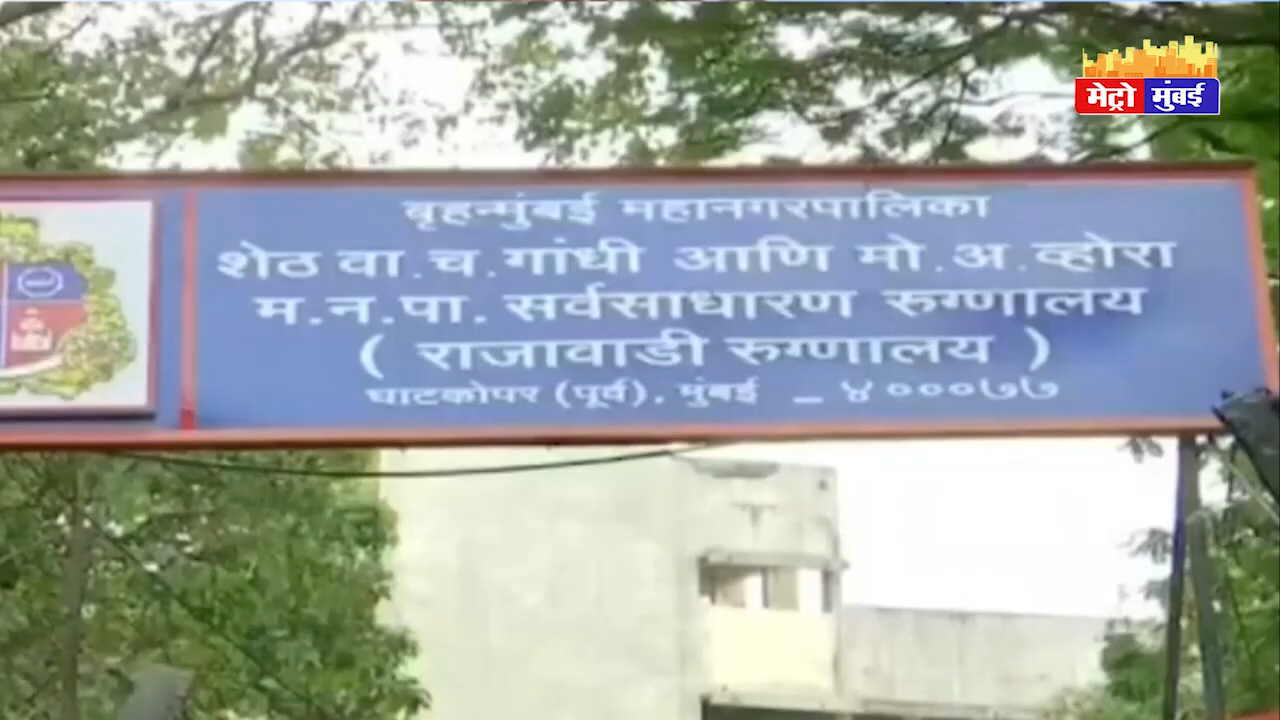 मेट्रो मुंबई
बृहन्मुंबई महानगरपालिका
शेठ वा.च.गांधी आणि मो.अ.व्होरा
म.न.पा. सर्वसाधारण रुग्णालय
( राजावाडी रुग्णालय )
घाटकोपर (पूर्व). मुंबई _ ४०००७७